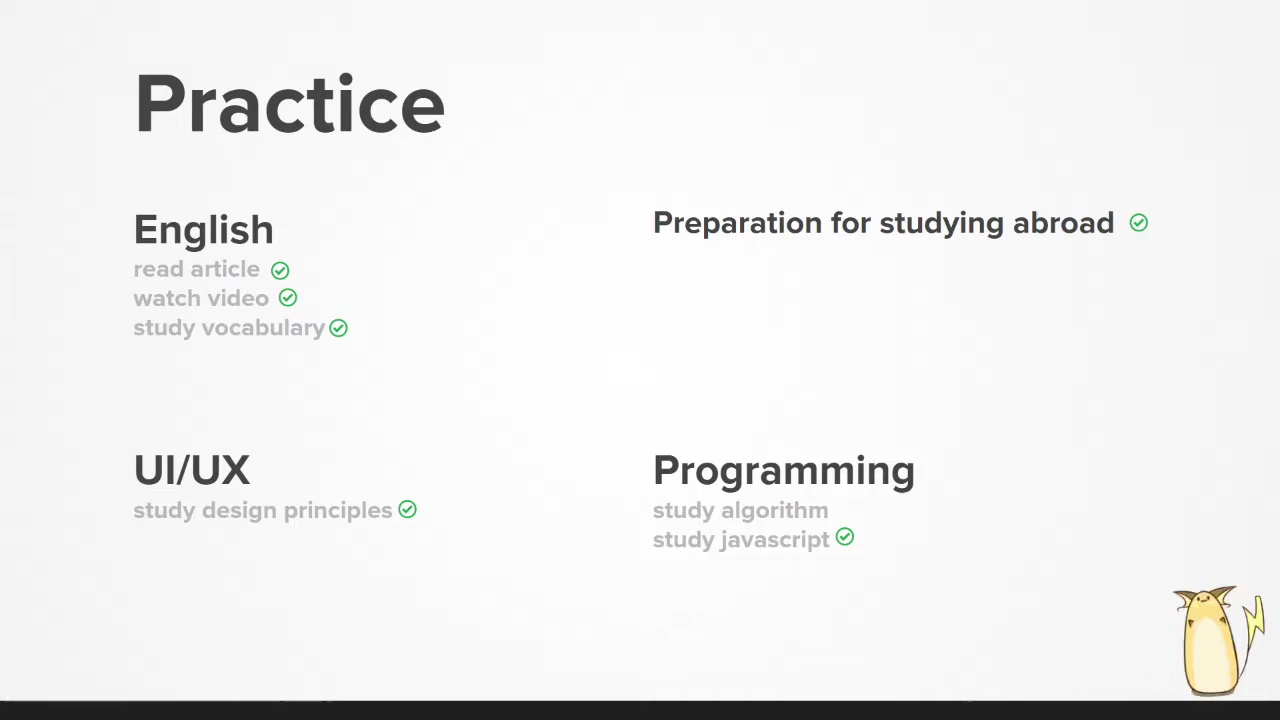 Practice
English
read article
watch video
study vocabulary
Preparation for studying abroad
UI/UX
study design principles
Programming
study algorithm
study javascript